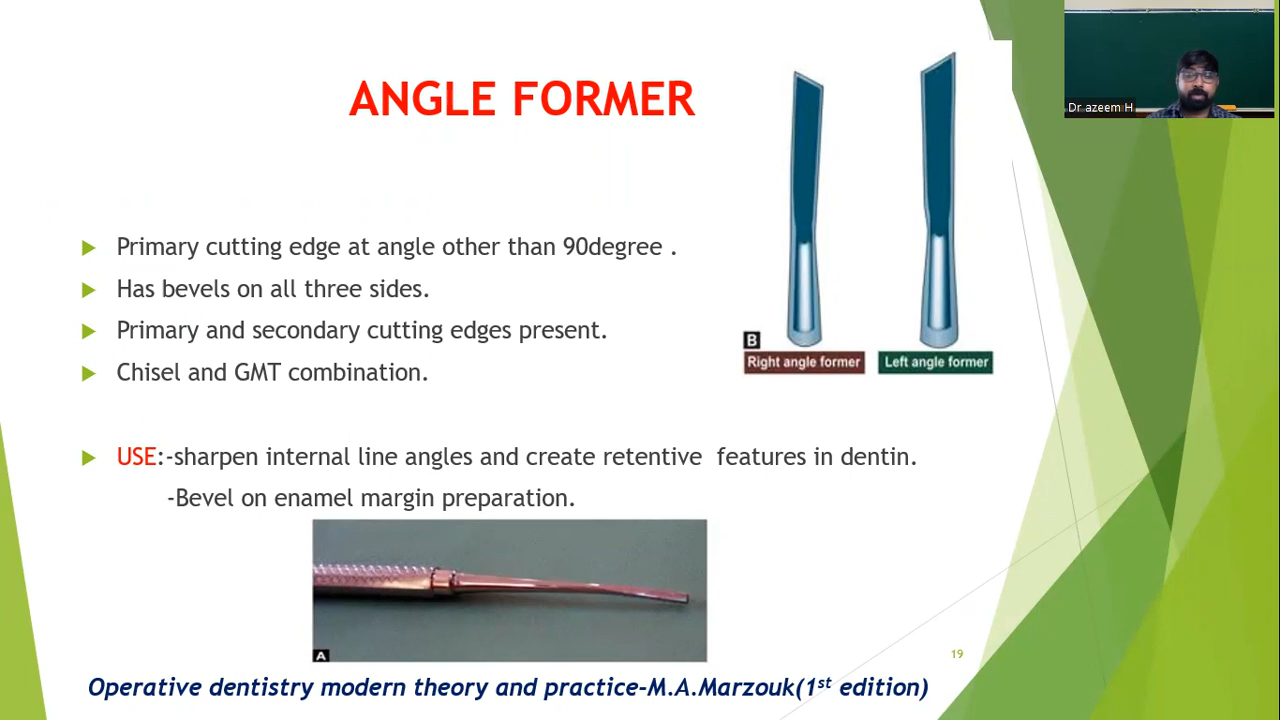 Dr azeem H
ANGLE FORMER
Primary cutting edge at angle other than 90degree .
Has bevels on all three sides.
Primary and secondary cutting edges present.
Chisel and GMT combination.
B
Right angle former
Left angle former
USE:-sharpen internal line angles and create retentive features in dentin.
-Bevel on enamel margin preparation.
A
19
Operative dentistry modern theory and practice-M.A.Marzouk(1st edition)